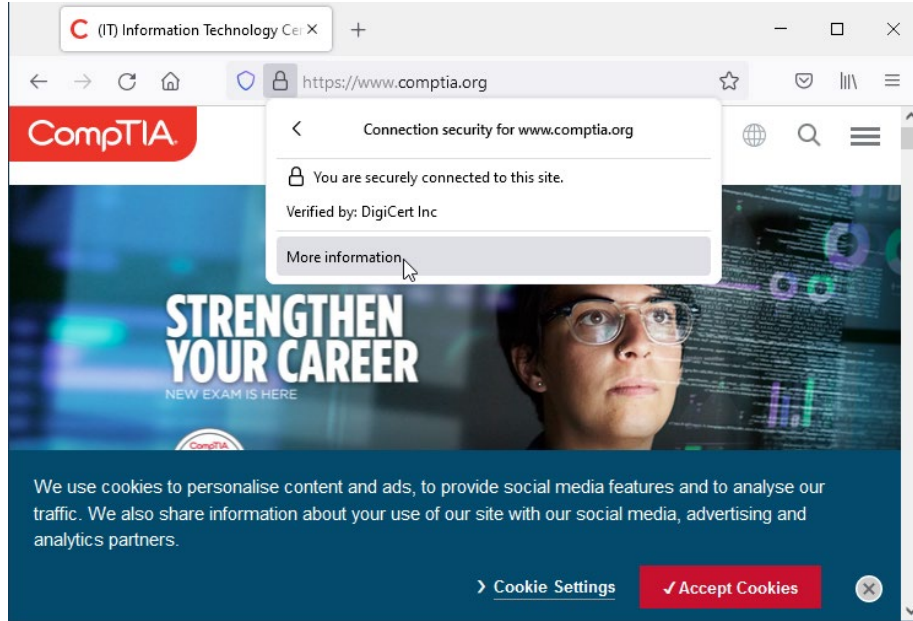 C (IT) Information Technology Cer
https://www.comptia.org
CompTIA.
Connection security for www.comptia.org
You are securely connected to this site.
Verified by: DigiCert Inc
More information
STRENGTHEN
YOUR CAREER
NEW EXAM IS HERE
CompTIA
We use cookies to personalise content and ads, to provide social media features and to analyse our
traffic. We also share information about your use of our site with our social media, advertising and
analytics partners.
Cookie Settings
✓Accept Cookies